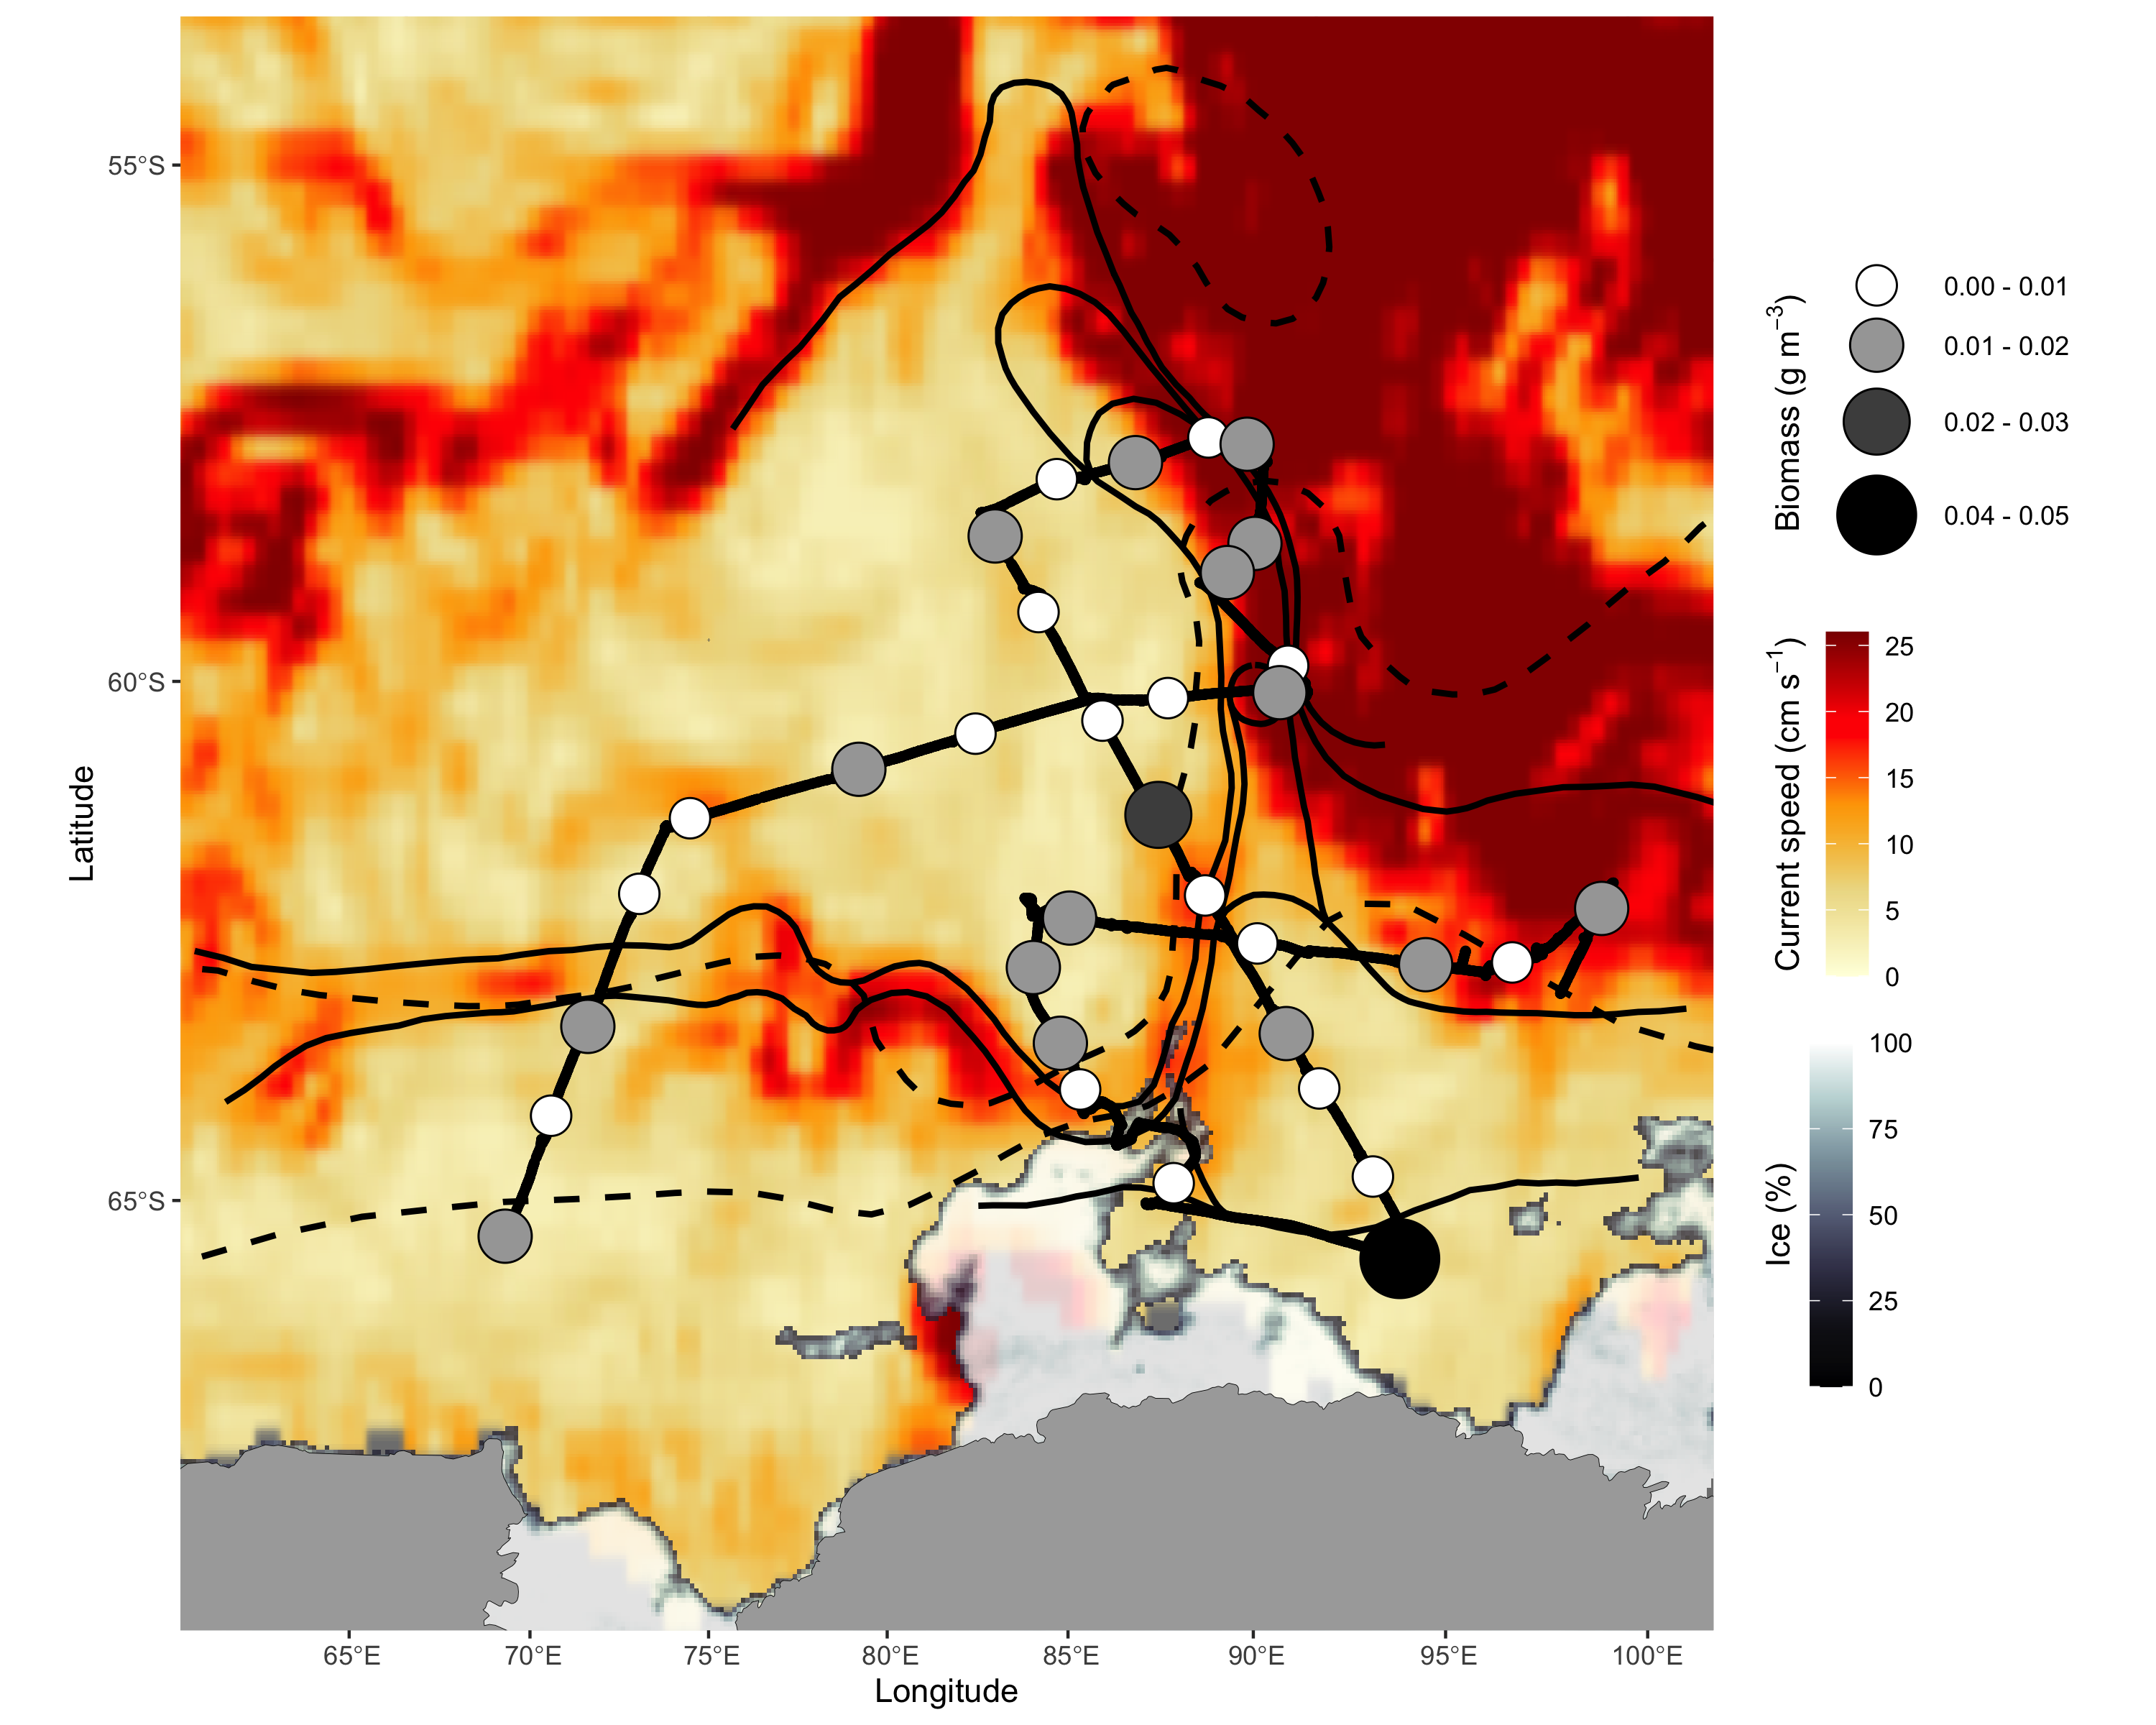 55°S
60°S
65°S
Latitude
65°E
70°E
75°E
80°E
85°E
90°E
95°E
100°E
Longitude
Biomass (g m⁻³)
0.00 - 0.01
0.01 - 0.02
0.02 - 0.03
0.04 - 0.05
Current speed (cm s⁻¹)
25
20
15
10
5
0
Ice (%)
100
75
50
25
0